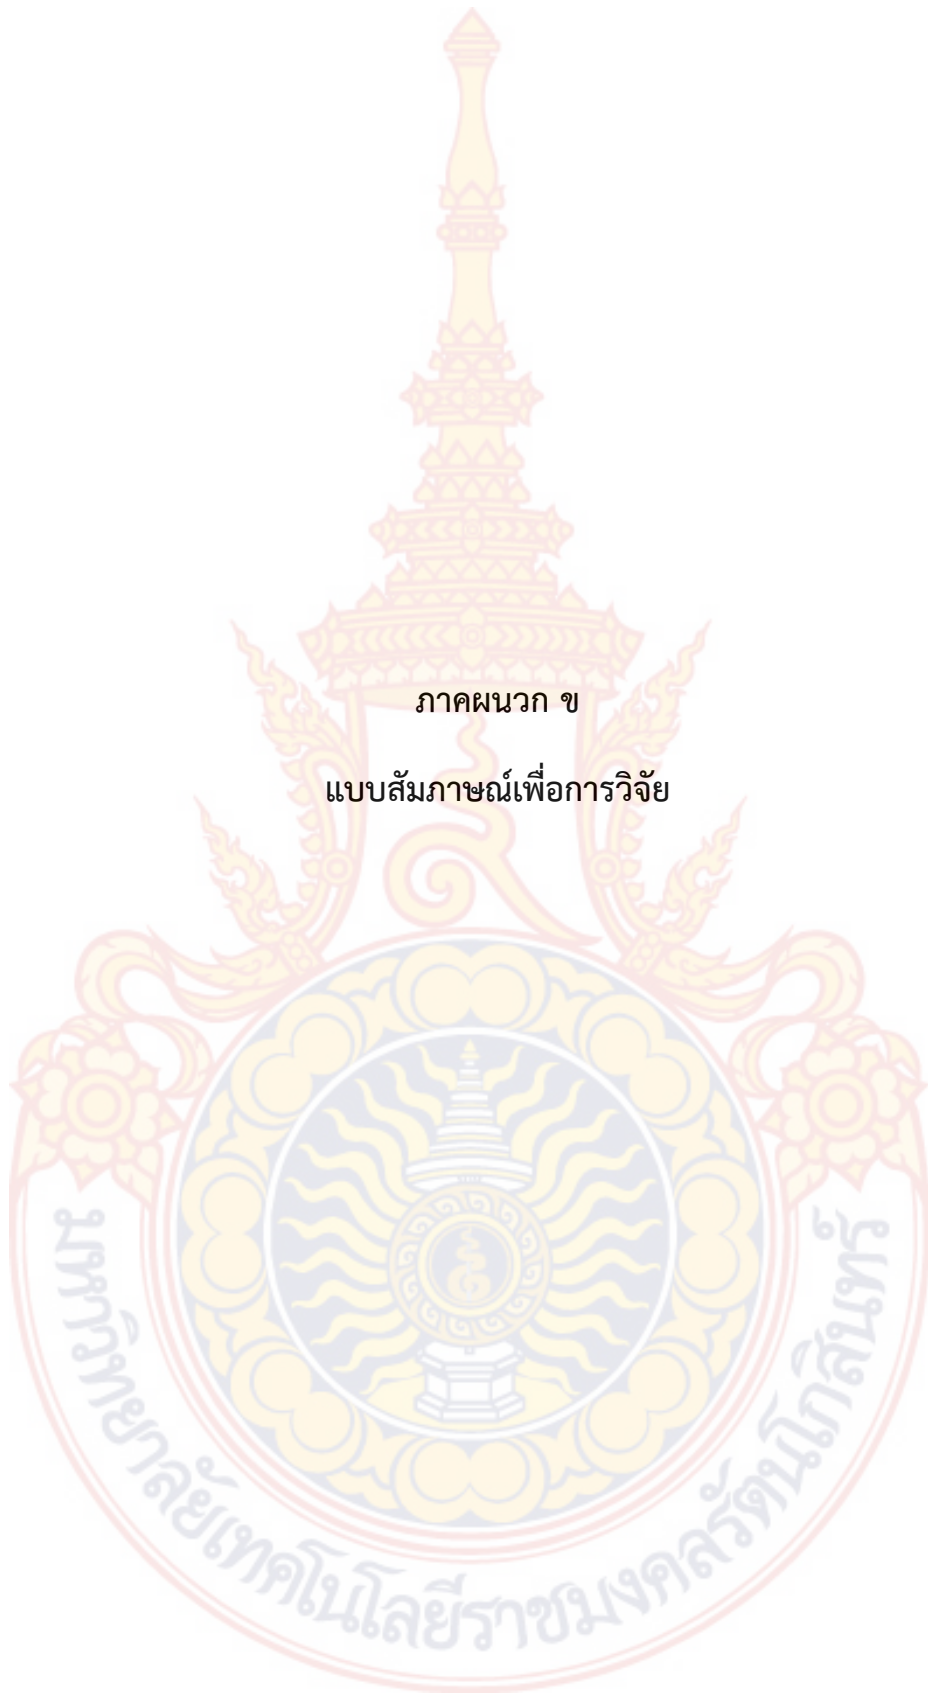 ภาคผนวก ข
แบบสัมภาษณ์เพื่อการวิจัย
มหาวิทยาลัยเทคโนโลยีราชมงคลรัตนโกสินทร์